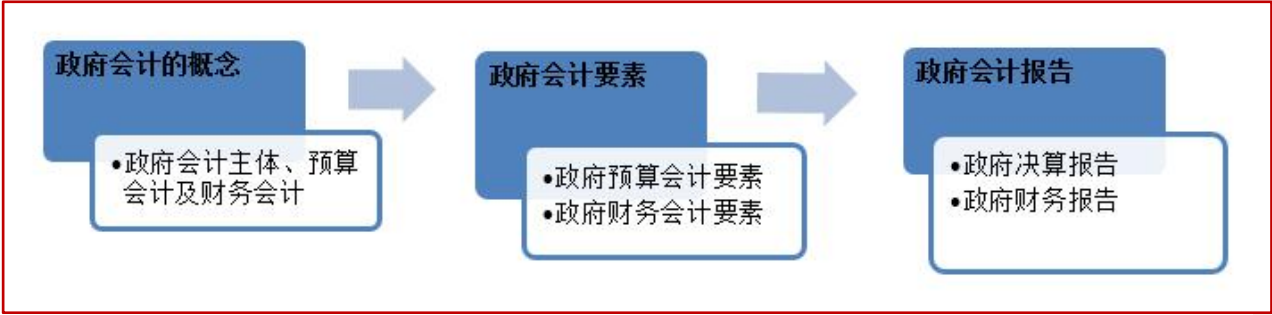 政府会计的概念
•政府会计主体、预算
会计及财务会计
政府会计要素
•政府预算会计要素
•政府财务会计要素
政府会计报告
•政府决算报告
•政府财务报告